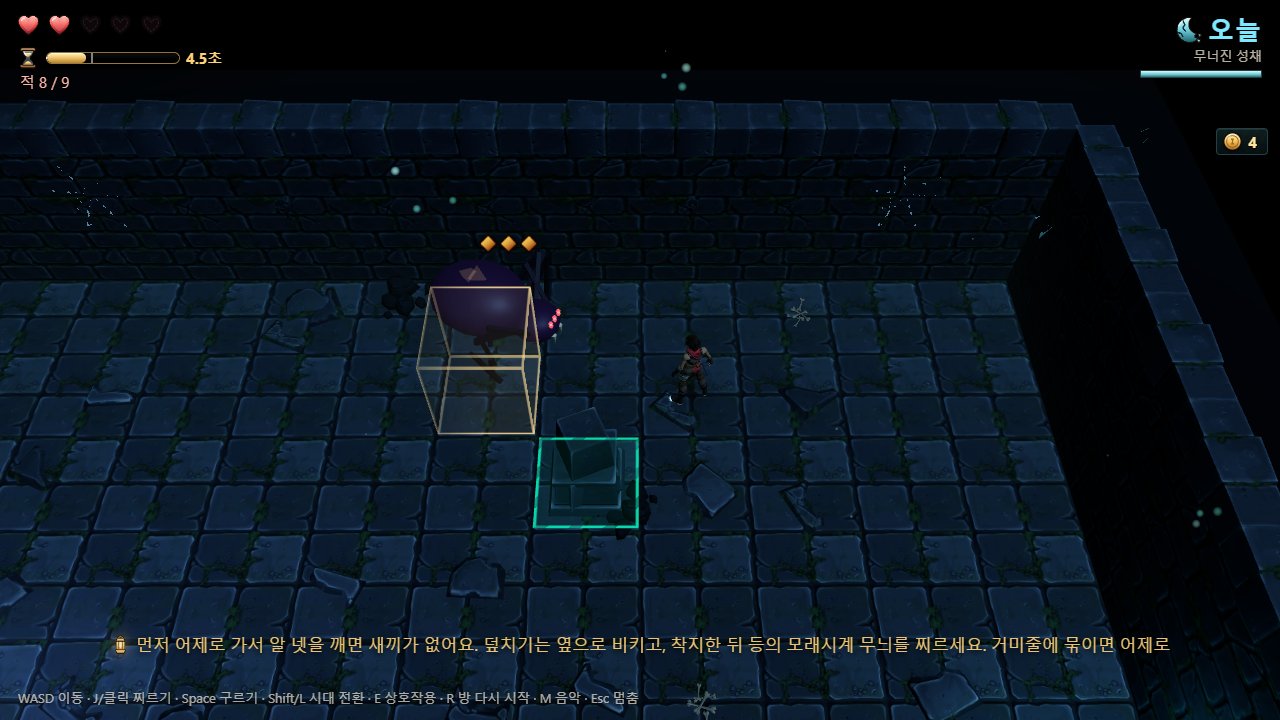 4.5초
적 8 / 9
오늘
무너진 성채
4
먼저 어제로 가서 알 넷을 깨면 새끼가 없어요. 덮치기는 옆으로 비키고, 착지한 뒤 등의 모래시계 무늬를 찌르세요. 거미줄에 묶이면 어제로
WASD 이동 · J/클릭 찌르기 · Space 구르기 · Shift/L 시대 전환 · E 상호작용 · R 방 다시 시작 · M 음악 · Esc 멈춤